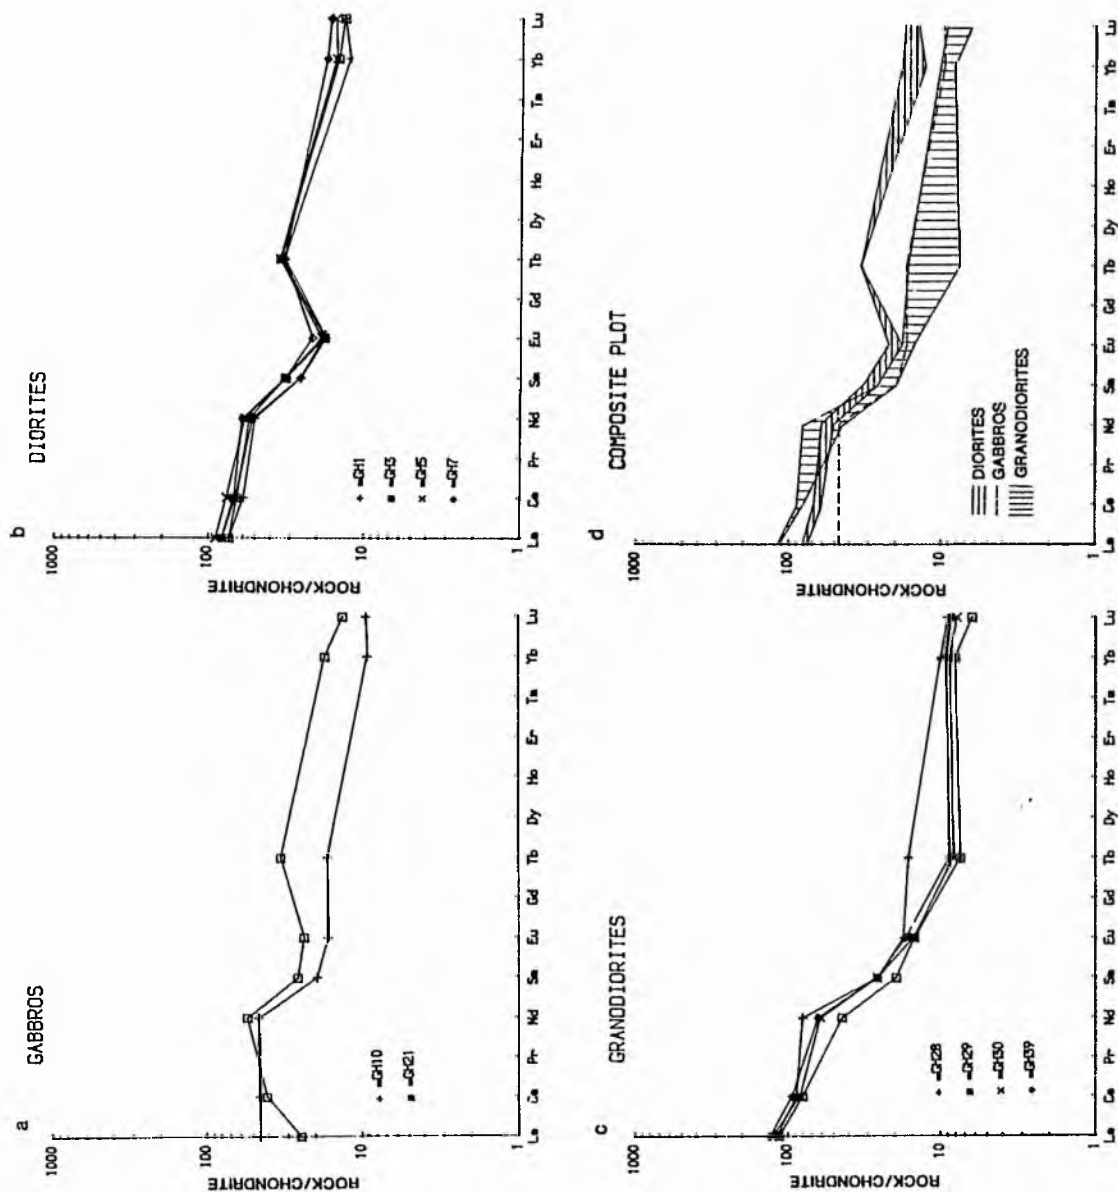 a
GABBROS
ROCK/CHONDRITE
1000
100
10
1
=GH10
=GH21
La Ce Pr Nd Sm Eu Gd Tb Dy Ho Er Tm Yb Lu
b
DIORITES
ROCK/CHONDRITE
1000
100
10
1
=GH1
=GH3
=GH5
=GH7
La Ce Pr Nd Sm Eu Gd Tb Dy Ho Er Tm Yb Lu
c
GRANODIORITES
ROCK/CHONDRITE
1000
100
10
1
=GH28
=GH29
=GH30
=GH39
La Ce Pr Nd Sm Eu Gd Tb Dy Ho Er Tm Yb Lu
d
COMPOSITE PLOT
ROCK/CHONDRITE
1000
100
10
1
DIORITES
GABBROS
GRANODIORITES
La Ce Pr Nd Sm Eu Gd Tb Dy Ho Er Tm Yb Lu